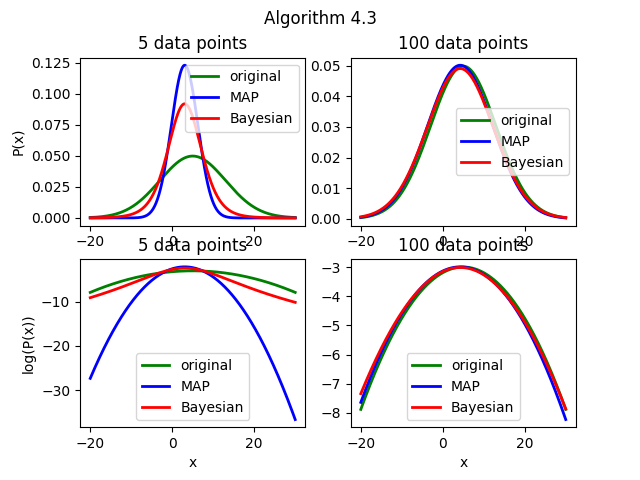 Algorithm 4.3
5 data points
100 data points
0.125
0.100
0.075
0.050
0.025
0.000
P(x)
original
MAP
Bayesian
−20
0
20
0.05
0.04
0.03
0.02
0.01
0.00
original
MAP
Bayesian
−20
0
20
5 data points
100 data points
−10
−20
−30
log(P(x))
original
MAP
Bayesian
−20
0
20
x
−3
−4
−5
−6
−7
−8
original
MAP
Bayesian
−20
0
20
x